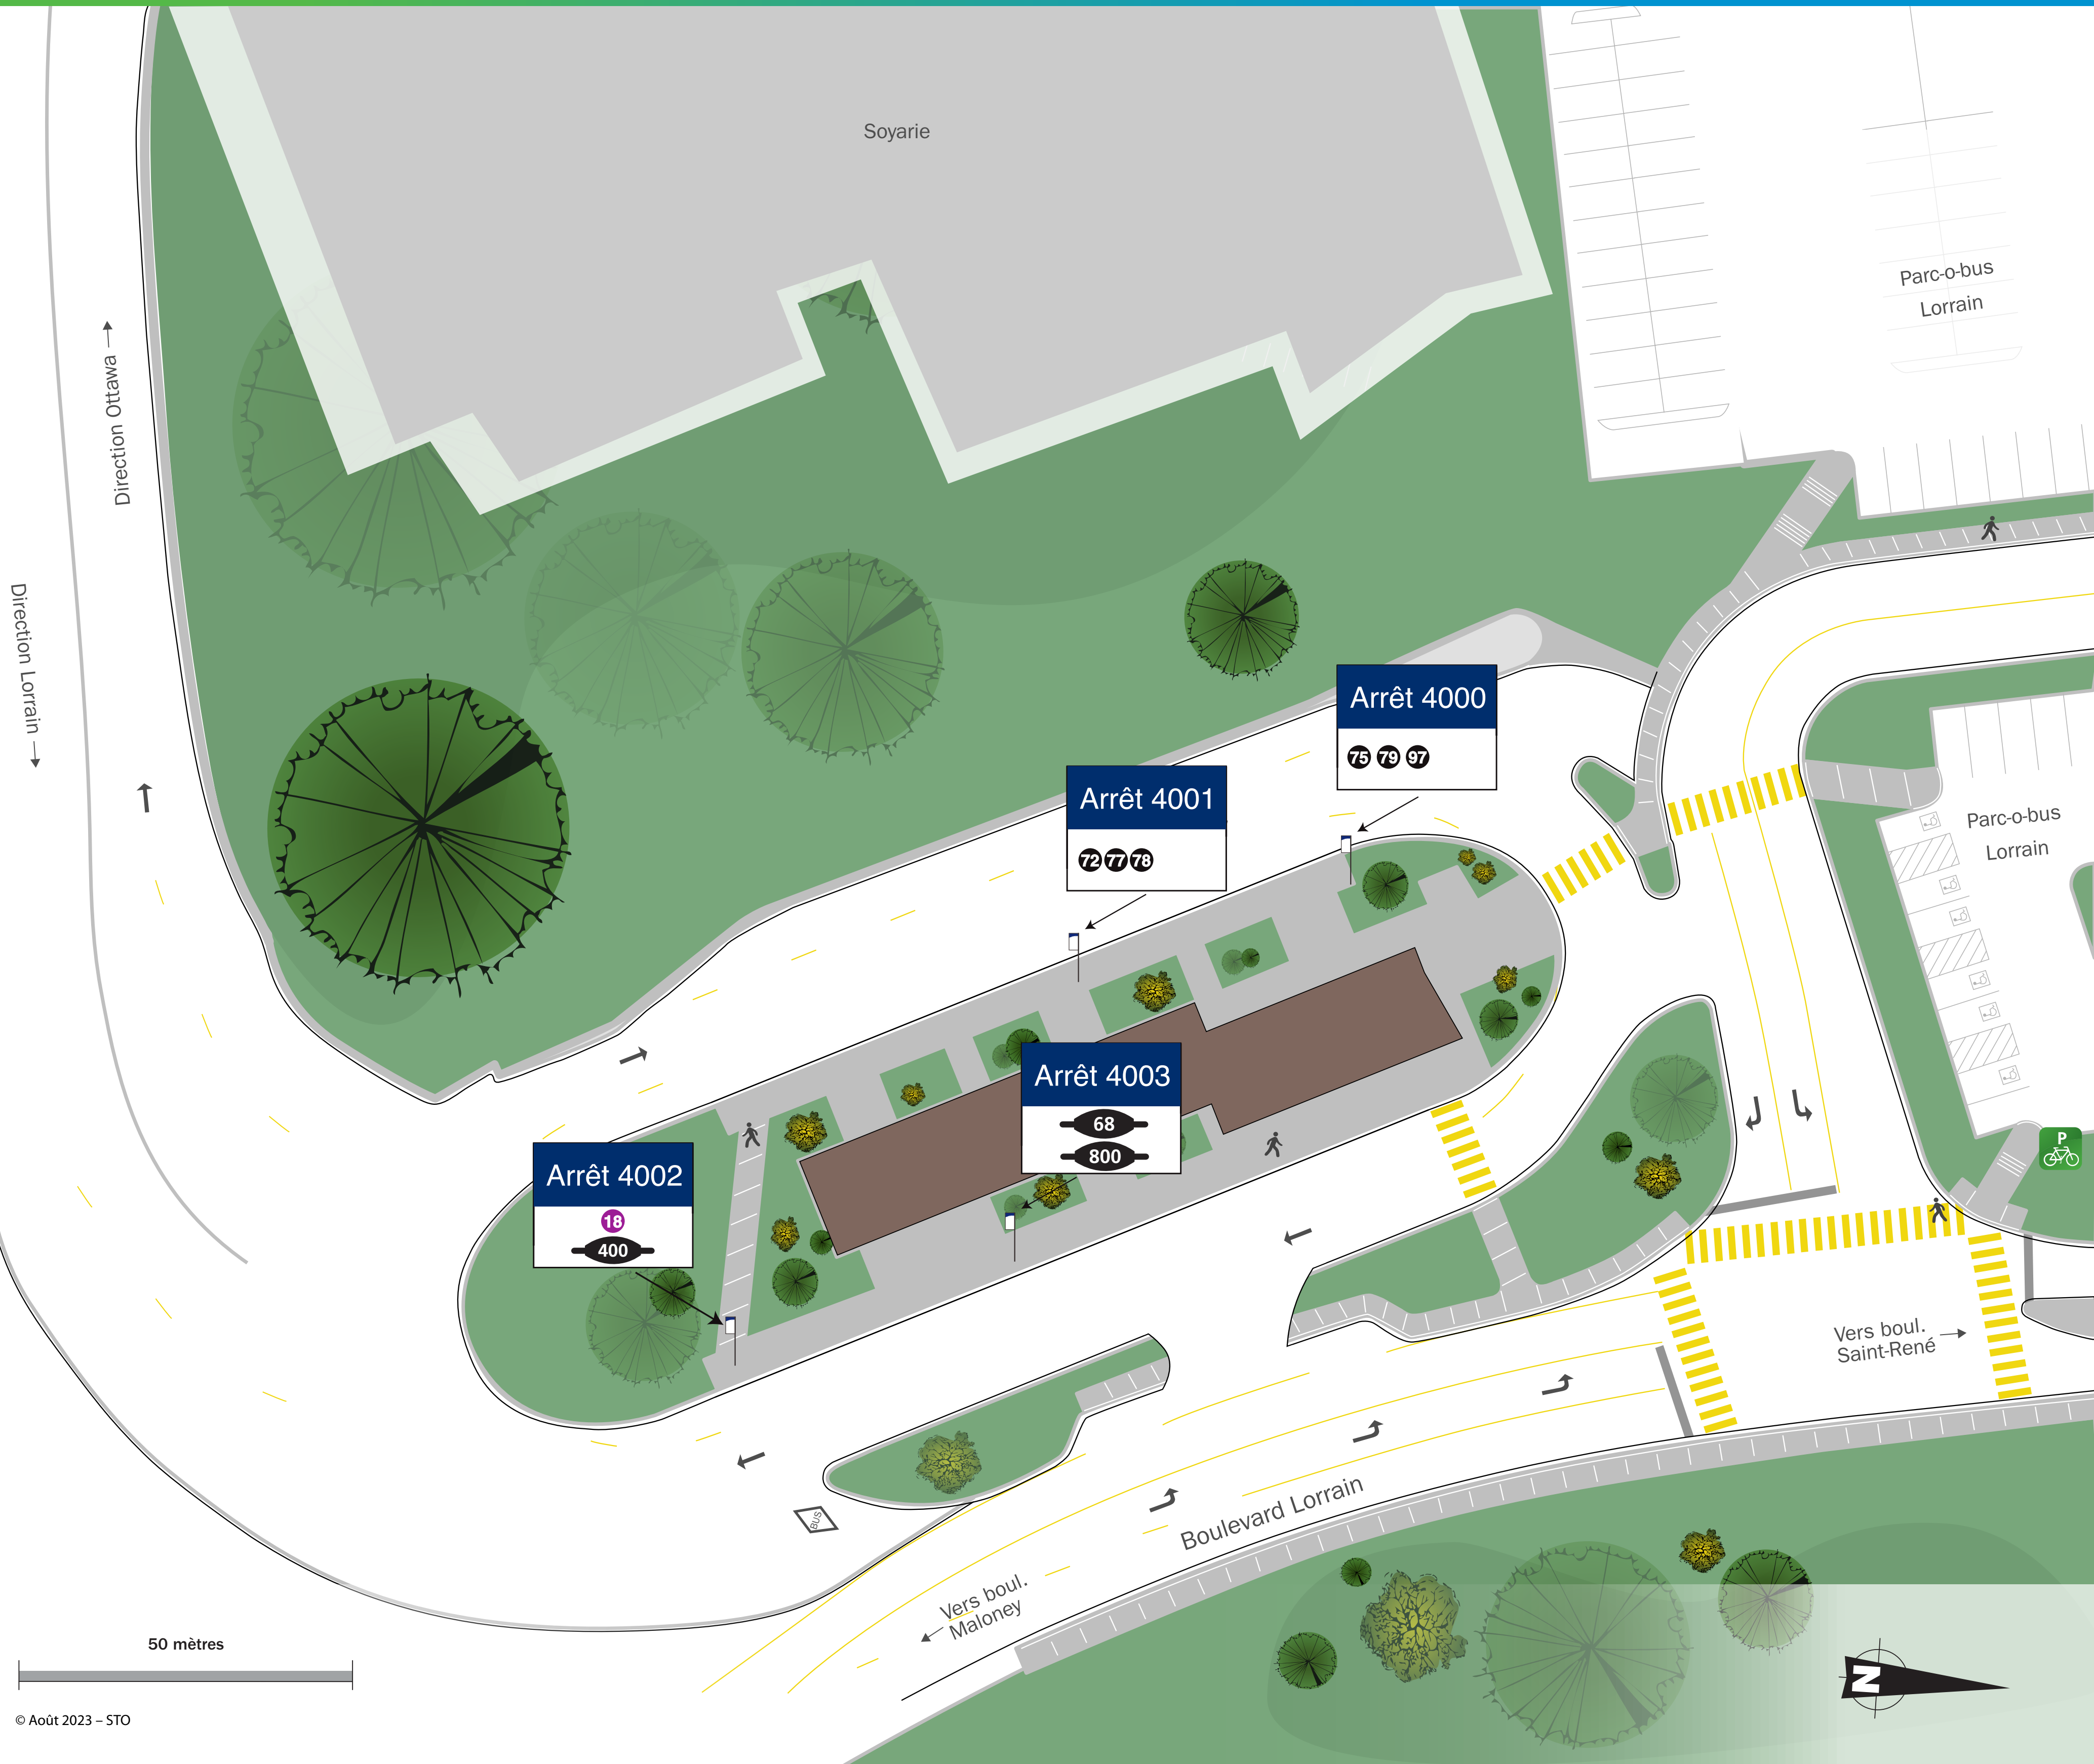 Soyarie
Parc-o-bus
Lorrain
Direction Ottawa
Direction Lorrain
Arrêt 4000
75 79 97
Arrêt 4001
72 77 78
Parc-o-bus
Lorrain
Arrêt 4003
68
800
Arrêt 4002
18
400
P
Vers boul.
Saint-René
BUS
Boulevard Lorrain
Vers boul.
Maloney
50 mètres
N
© Août 2023 – STO